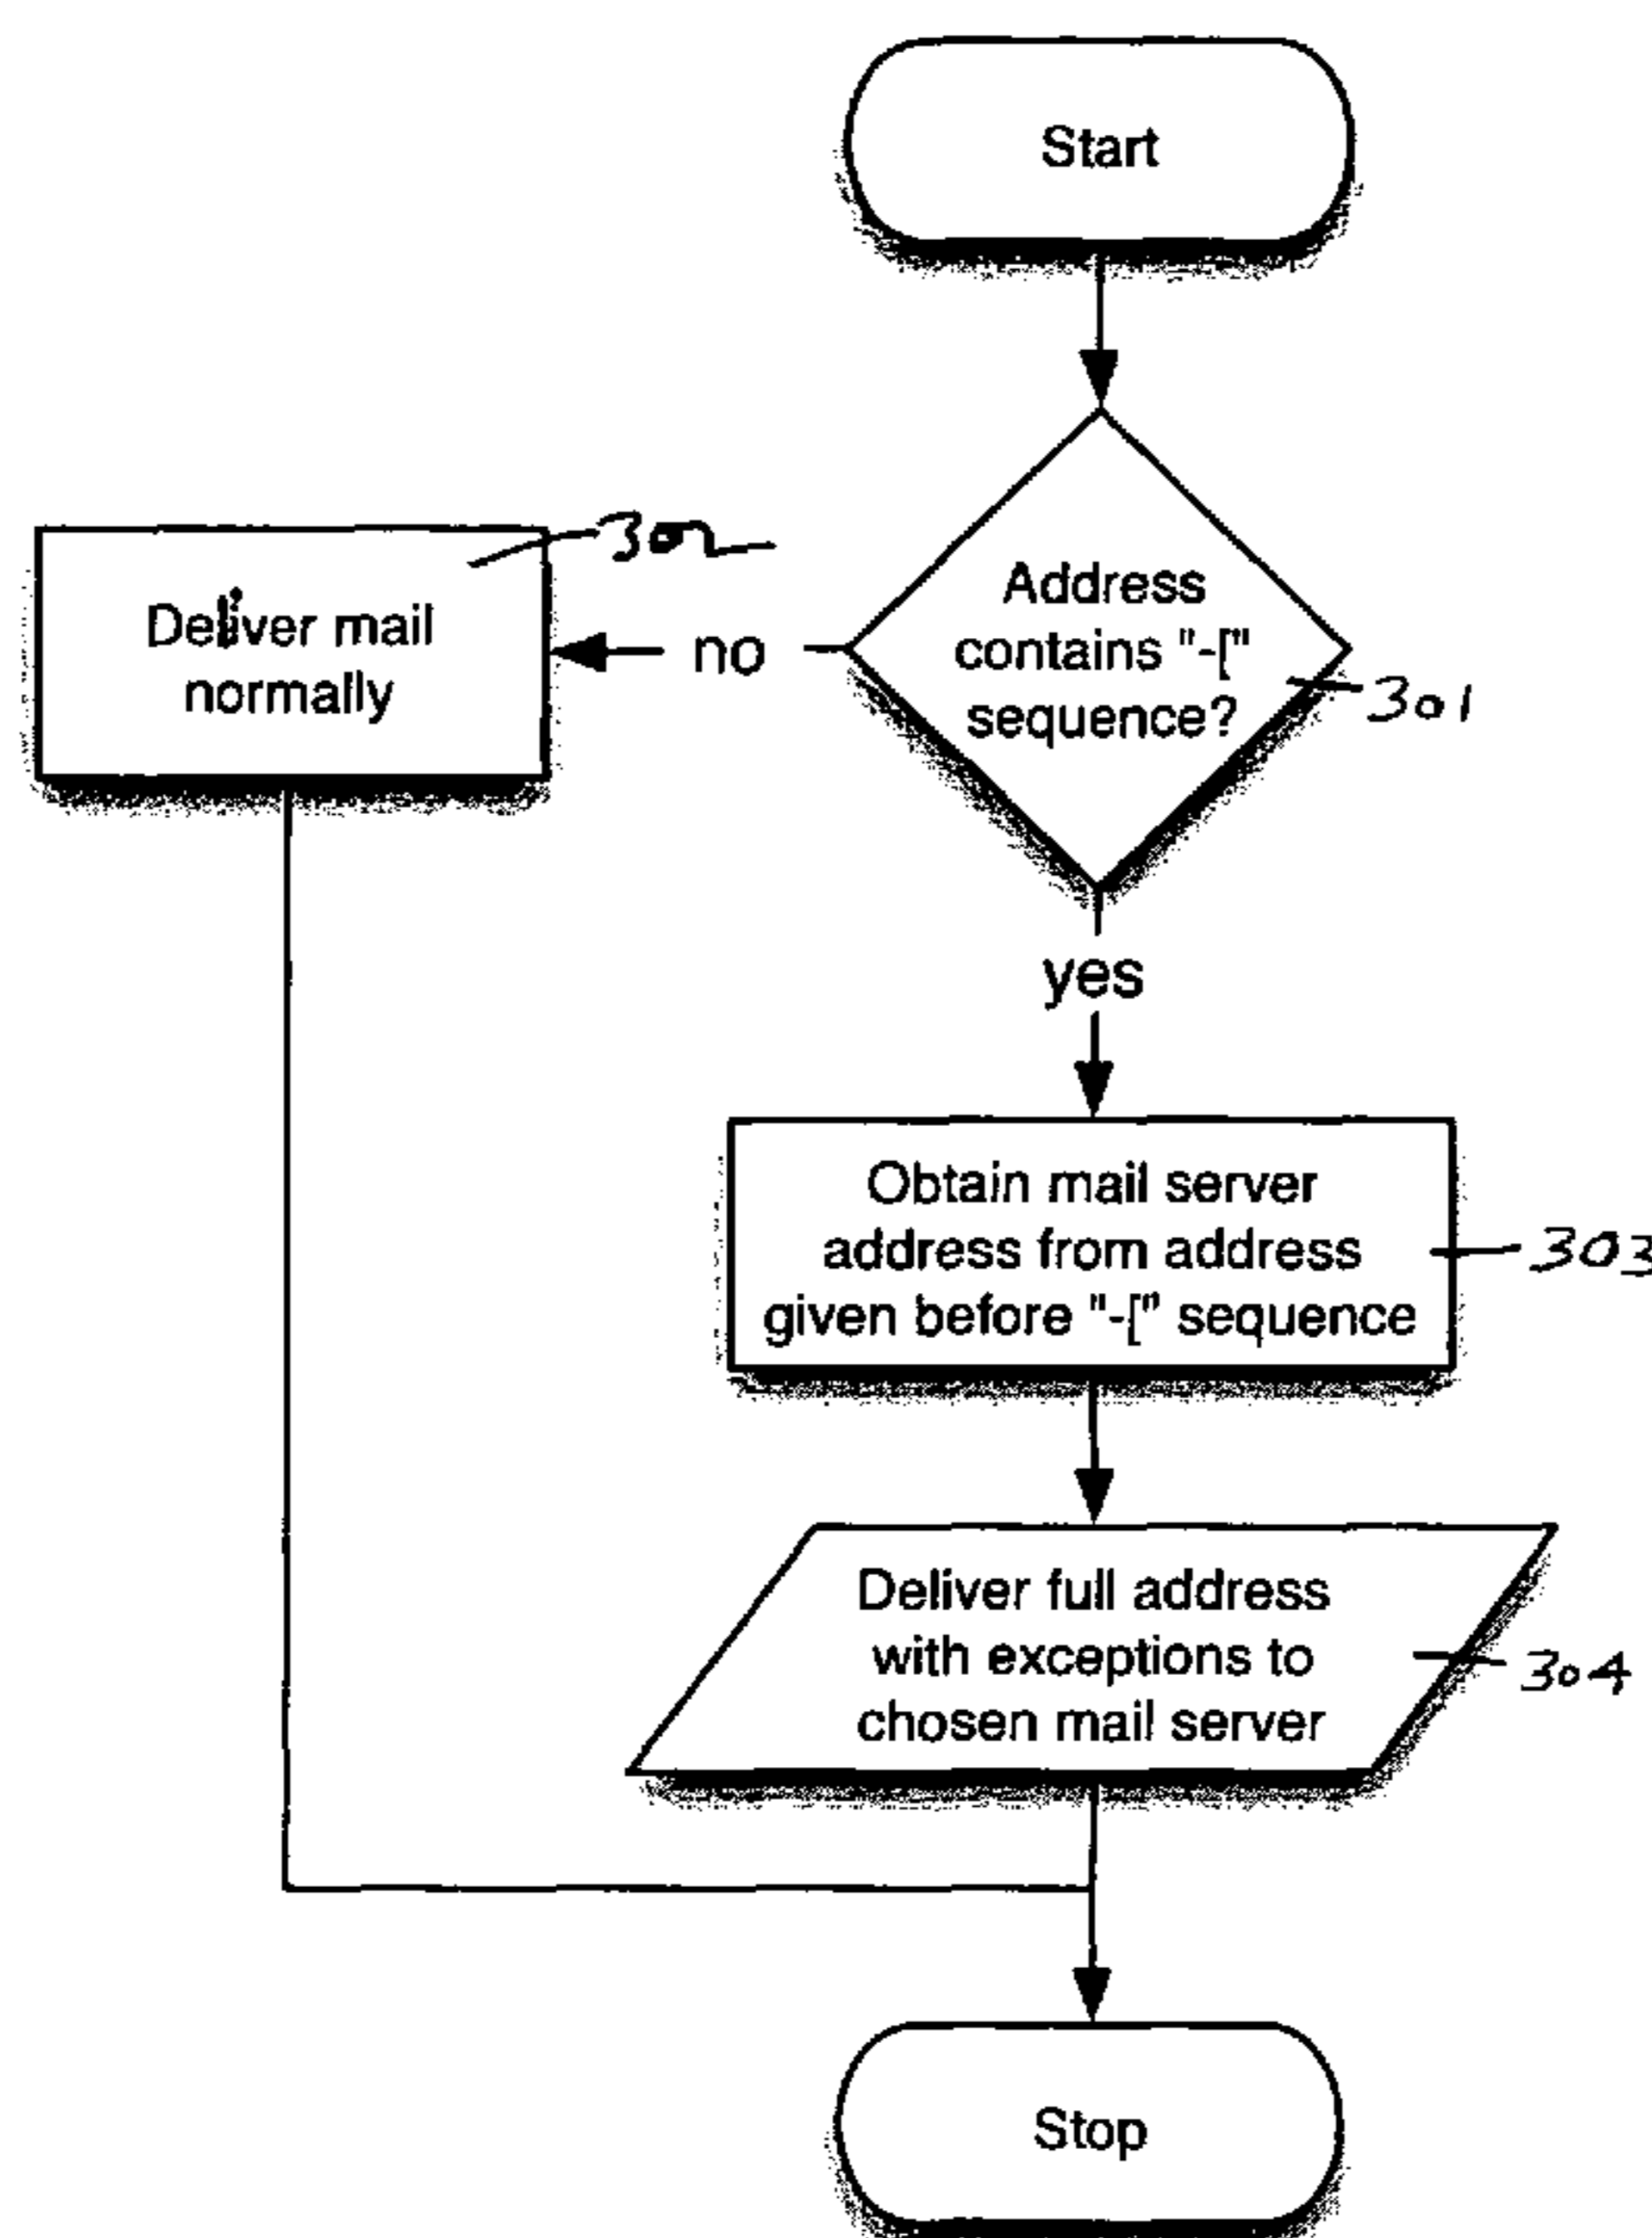 Start
302
Deliver mail
normally
no
Address
contains "-["
sequence?
301
yes
Obtain mail server
address from address
given before "-[" sequence
303
Deliver full address
with exceptions to
chosen mail server
304
Stop